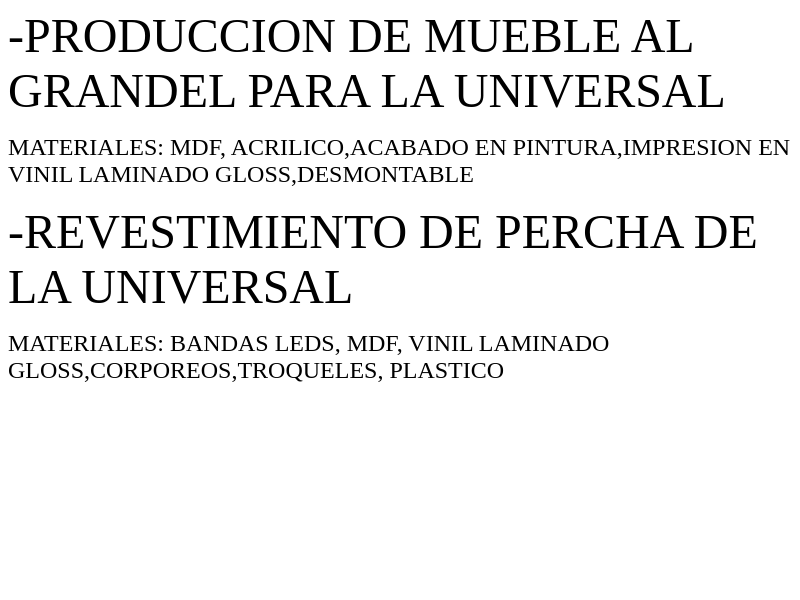 -PRODUCCION DE MUEBLE AL
GRANDEL PARA LA UNIVERSAL
MATERIALES: MDF, ACRILICO,ACABADO EN PINTURA,IMPRESION EN
VINIL LAMINADO GLOSS,DESMONTABLE
-REVESTIMIENTO DE PERCHA DE
LA UNIVERSAL
MATERIALES: BANDAS LEDS, MDF, VINIL LAMINADO
GLOSS,CORPOREOS,TROQUELES, PLASTICO